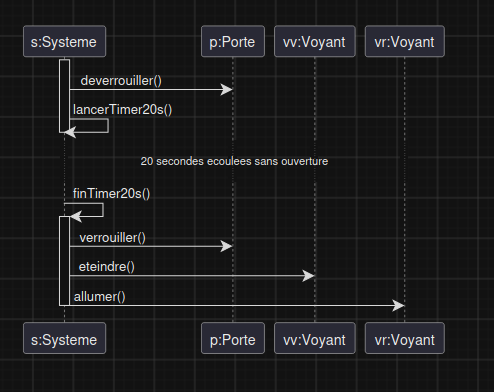 s:Systeme p:Porte vv:Voyant vr:Voyant
deverrouiller()
lancerTimer20s()
20 secondes ecoulees sans ouverture
finTimer20s()
verrouiller()
eteindre()
allumer()
s:Systeme p:Porte vv:Voyant vr:Voyant